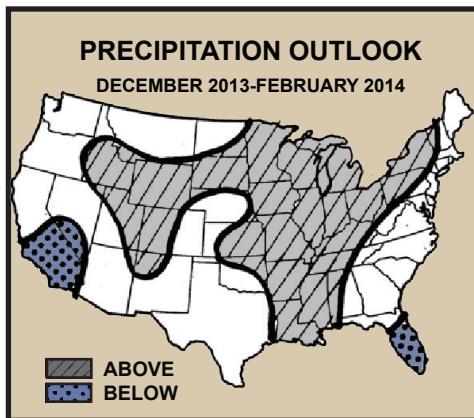 PRECIPITATION OUTLOOK
DECEMBER 2013-FEBRUARY 2014
ABOVE
BELOW